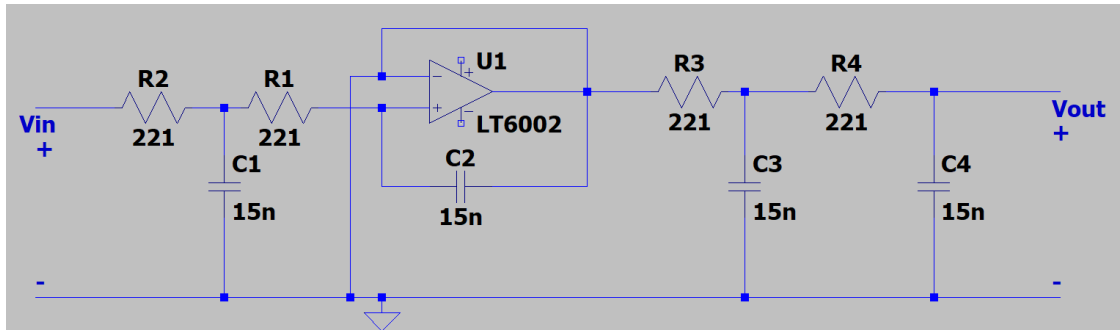 R2
R1
U1
R3
R4
Vin
+
221
221
-
+
+
-
LT6002
221
221
Vout
+
C1
15n
C2
15n
C3
15n
C4
15n
-
-